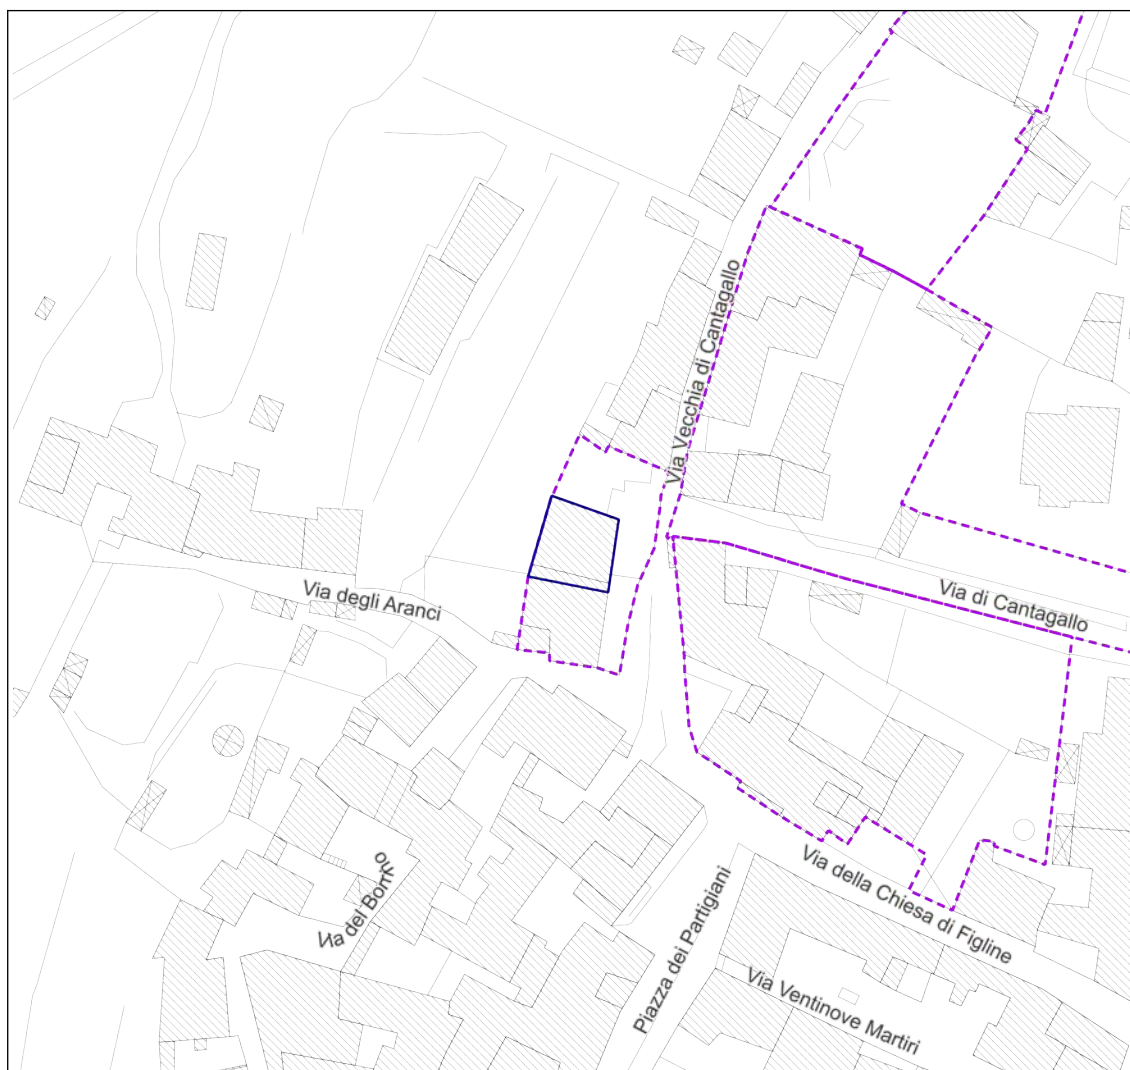 Via Vecchia di Cantagallo
Via degli Aranci
Via di Cantagallo
Via del Borr
Via della Chiesa di Figline
Piazza dei Partigiani
Via Ventinove Martiri